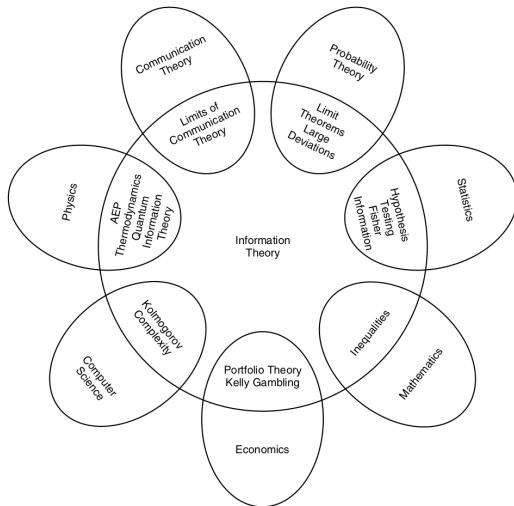 Communication
Theory
Limits of
Communication
Theory
Probability
Theory
Limit
Theorems
Large
Deviations
Physics
AEP
Thermodynamics
Quantum
Information
Theory
Information
Theory
Hypothesis
Testing
Fisher
Information
Statistics
Computer
Science
Kolmogorov
Complexity
Portfolio Theory
Kelly Gambling
Economics
Inequalities
Mathematics